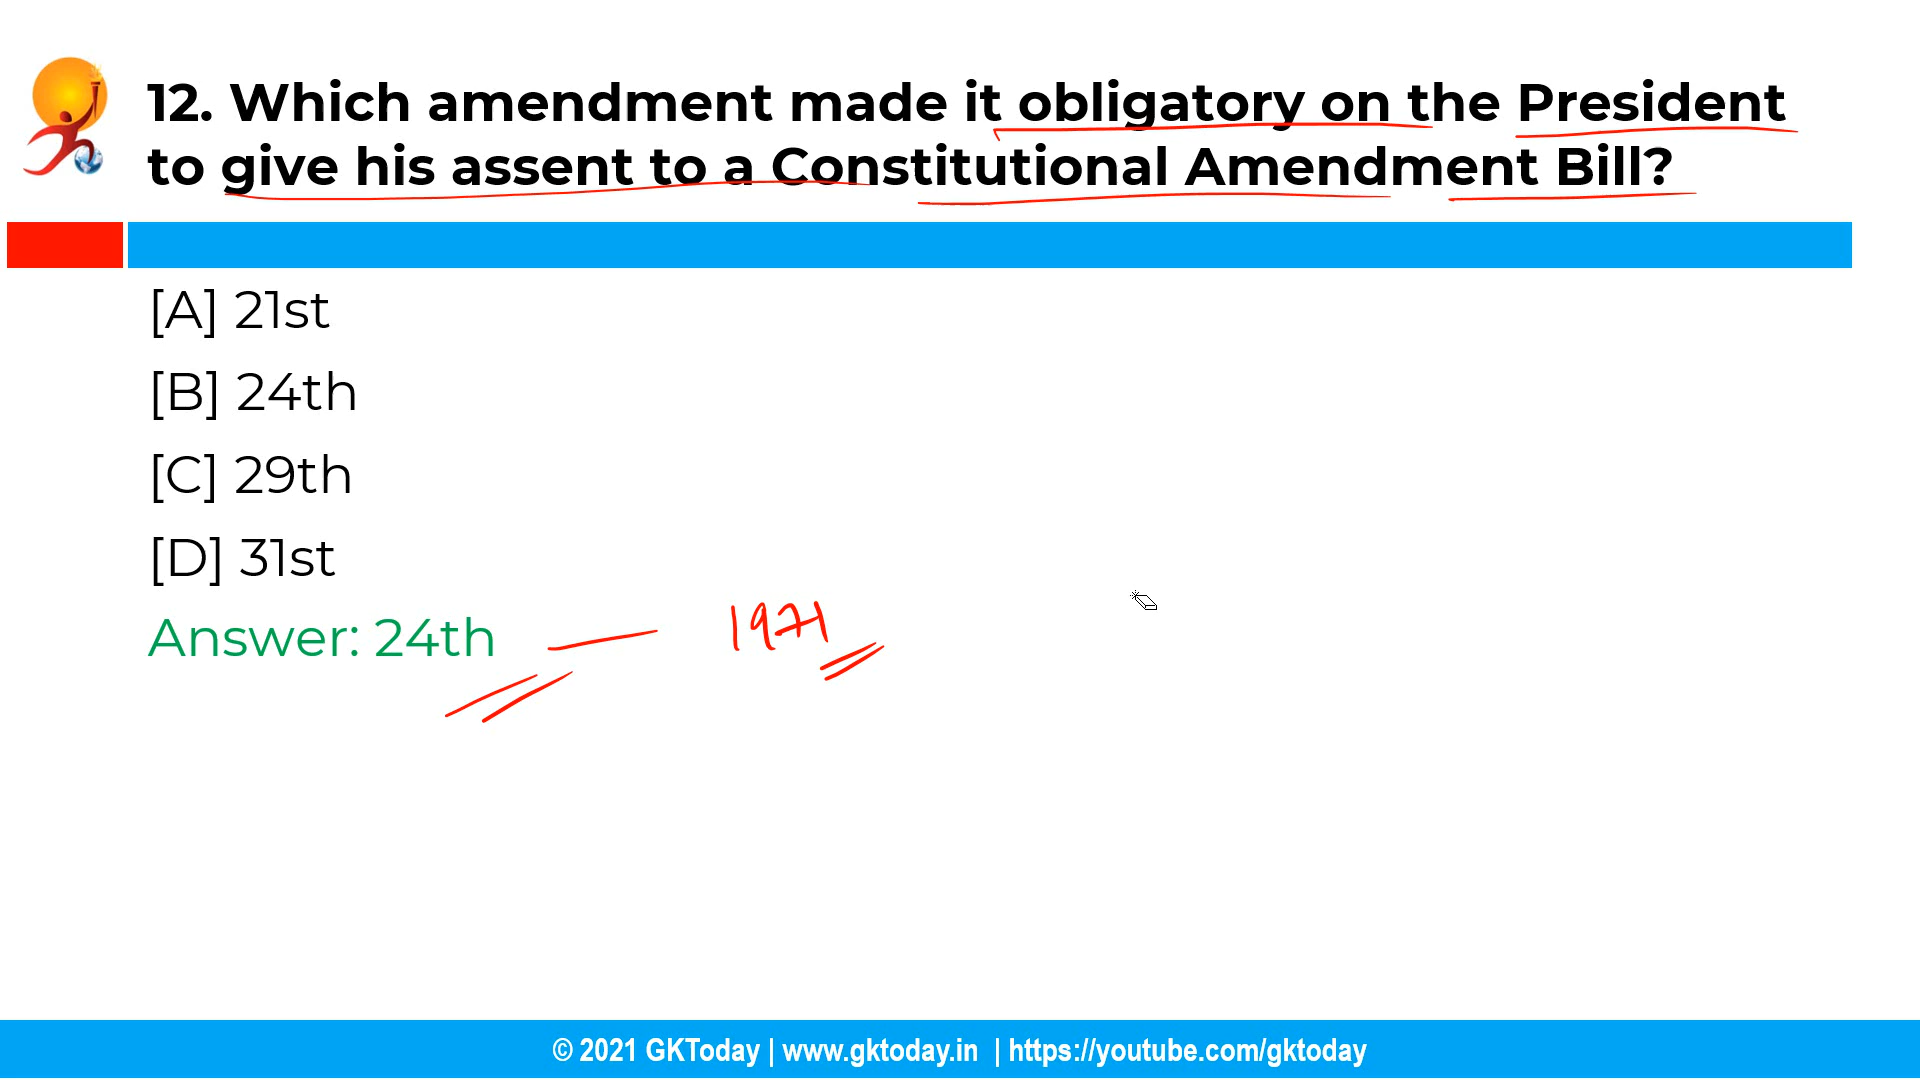 12. Which amendment made it obligatory on the President
to give his assent to a Constitutional Amendment Bill?
[A] 21st
[B] 24th
[C] 29th
[D] 31st
Answer: 24th
1971
© 2021 GKToday | www.gktoday.in | https://youtube.com/gktoday